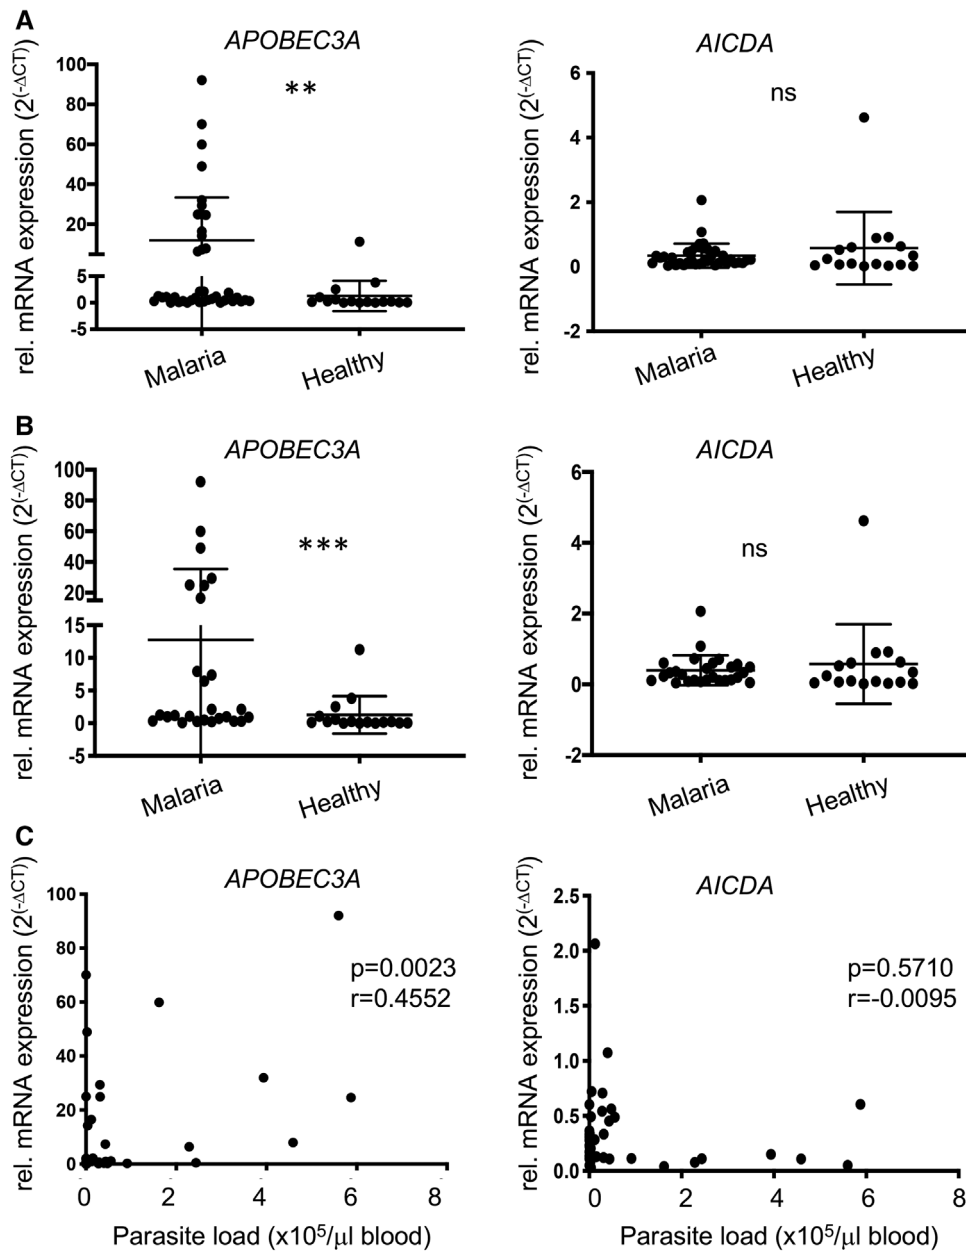 A
APOBEC3A
AICDA
rel. mRNA expression (2(-ΔCT))
100
80
60
40
20
5
0
-5
**
Malaria
Healthy
rel. mRNA expression (2(-ΔCT))
6
4
2
0
-2
ns
Malaria
Healthy
B
APOBEC3A
AICDA
rel. mRNA expression (2(-ΔCT))
100
80
60
40
20
15
10
5
0
-5
***
Malaria
Healthy
rel. mRNA expression (2(-ΔCT))
6
4
2
0
-2
ns
Malaria
Healthy
C
APOBEC3A
AICDA
rel. mRNA expression (2(-ΔCT))
100
80
60
40
20
0
p=0.0023
r=0.4552
0 2 4 6 8
Parasite load (x10⁵/μl blood)
rel. mRNA expression (2(-ΔCT))
2.5
2.0
1.5
1.0
0.5
0.0
p=0.5710
r=-0.0095
0 2 4 6 8
Parasite load (x10⁵/μl blood)